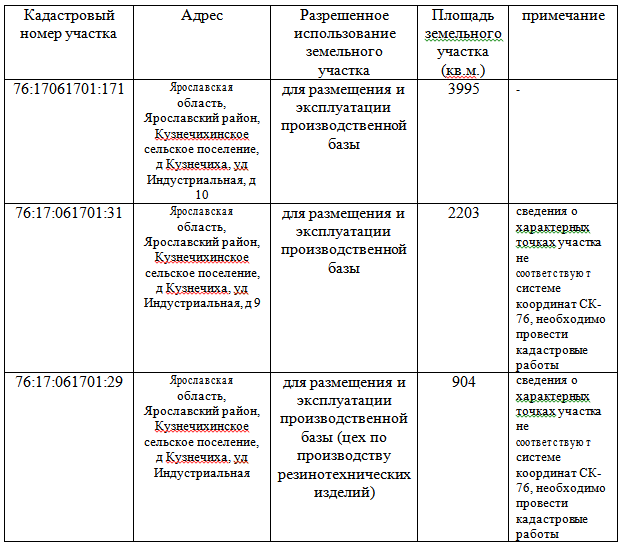 Кадастровый номер участка
Адрес
Разрешенное использование земельного участка
Площадь земельного участка (кв.м.)
примечание
76:17061701:171
Ярославская
область,
Ярославский район,
Кузнечихинское
сельское поселение,
д Кузнечиха, ул
Индустриальная, д
10
для размещения и
эксплуатации
производственной
базы
3995
-
76:17:061701:31
Ярославская
область,
Ярославский район,
Кузнечихинское
сельское поселение,
д Кузнечиха, ул
Индустриальная, д 9
для размещения и
эксплуатации
производственной
базы
2203
сведения о
характерных
точках участка
не
соответствуют
системе
координат СК-
76, необходимо
провести
кадастровые
работы
76:17:061701:29
Ярославская
область,
Ярославский район,
Кузнечихинское
сельское поселение,
д Кузнечиха, ул
Индустриальная
для размещения и
эксплуатации
производственной
базы (цех по
производству
резинотехнических
изделий)
904
сведения о
характерных
точках участка
не
соответствуют
системе
координат СК-
76, необходимо
провести
кадастровые
работы